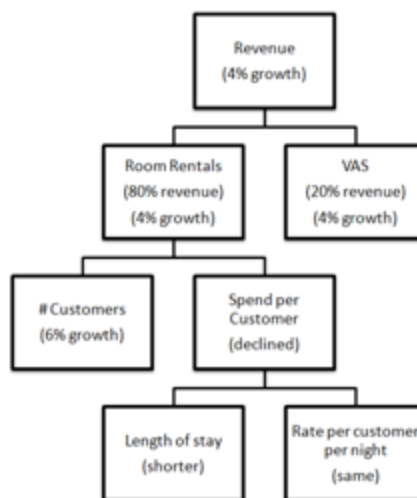 Revenue
(4% growth)
Room Rentals
(80% revenue)
(4% growth)
VAS
(20% revenue)
(4% growth)
# Customers
(6% growth)
Spend per
Customer
(declined)
Length of stay
(shorter)
Rate per customer
per night
(same)